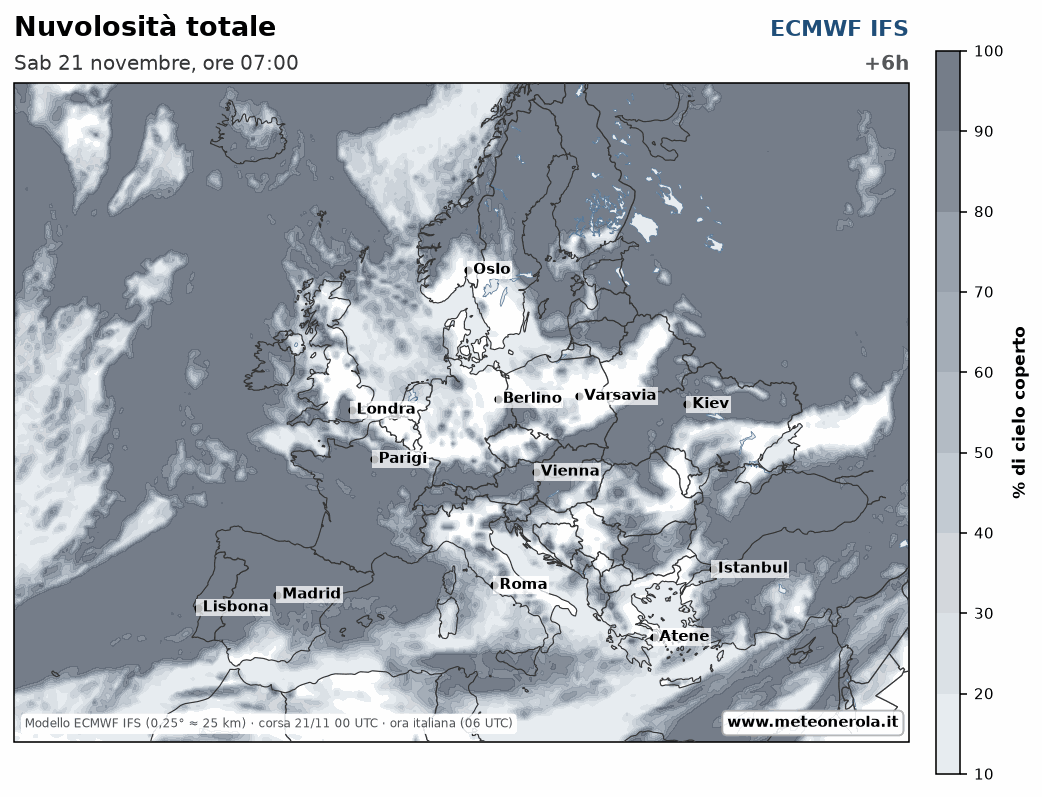 Nuvolosità totale
ECMWF IFS
Sab 21 novembre, ore 07:00
+6h
100
90
80
70
60
50
40
30
20
10
% di cielo coperto
Oslo
Londra
Berlino
Varsavia
Kiev
Parigi
Vienna
Istanbul
Roma
Madrid
Lisbona
Atene
Modello ECMWF IFS (0,25° ≈ 25 km) · corsa 21/11 00 UTC · ora italiana (06 UTC)
www.meteonerola.it